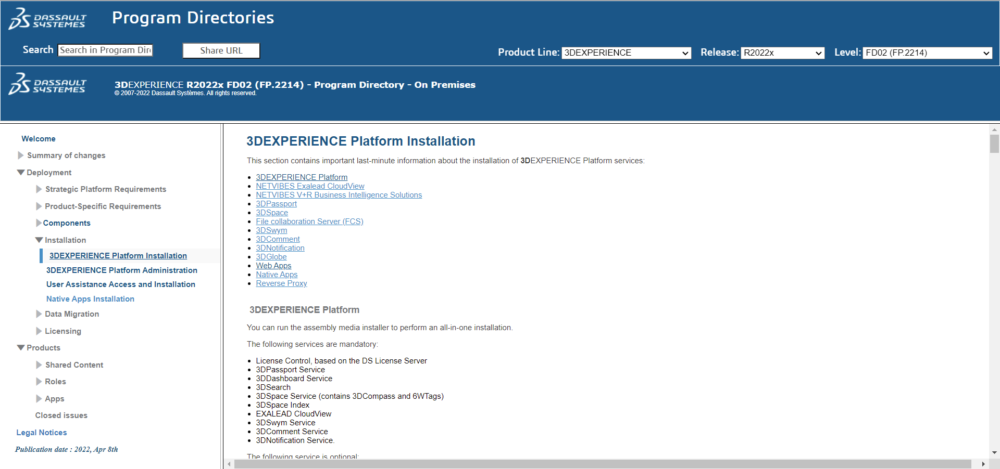 DASSAULT
SYSTEMES
Program Directories
Search
Search in Program Dir
Share URL
Product Line: 3DEXPERIENCE
Release: R2022x
Level: FD02 (FP.2214)
DASSAULT
SYSTEMES
3DEXPERIENCE R2022x FD02 (FP.2214) - Program Directory - On Premises
© 2007-2022 Dassault Systèmes. All rights reserved.
Welcome
Summary of changes
Deployment
Strategic Platform Requirements
Product-Specific Requirements
Components
Installation
3DEXPERIENCE Platform Installation
3DEXPERIENCE Platform Administration
User Assistance Access and Installation
Native Apps Installation
Data Migration
Licensing
Products
Shared Content
Roles
Apps
Closed issues
Legal Notices
Publication date : 2022, Apr 8th
3DEXPERIENCE Platform Installation
This section contains important last-minute information about the installation of 3DEXPERIENCE Platform services:
3DEXPERIENCE Platform
NETVIBES Exalead CloudView
NETVIBES V+R Business Intelligence Solutions
3DPassport
3DSpace
File collaboration Server (FCS)
3DSwym
3DComment
3DNotification
3DGlobe
Web Apps
Native Apps
Reverse Proxy
3DEXPERIENCE Platform
You can run the assembly media installer to perform an all-in-one installation.
The following services are mandatory:
License Control, based on the DS License Server
3DPassport Service
3DDashboard Service
3DSearch
3DSpace Service (contains 3DCompass and 6WTags)
3DSpace Index
EXALEAD CloudView
3DSwym Service
3DComment Service
3DNotification Service.
The following service is optional: